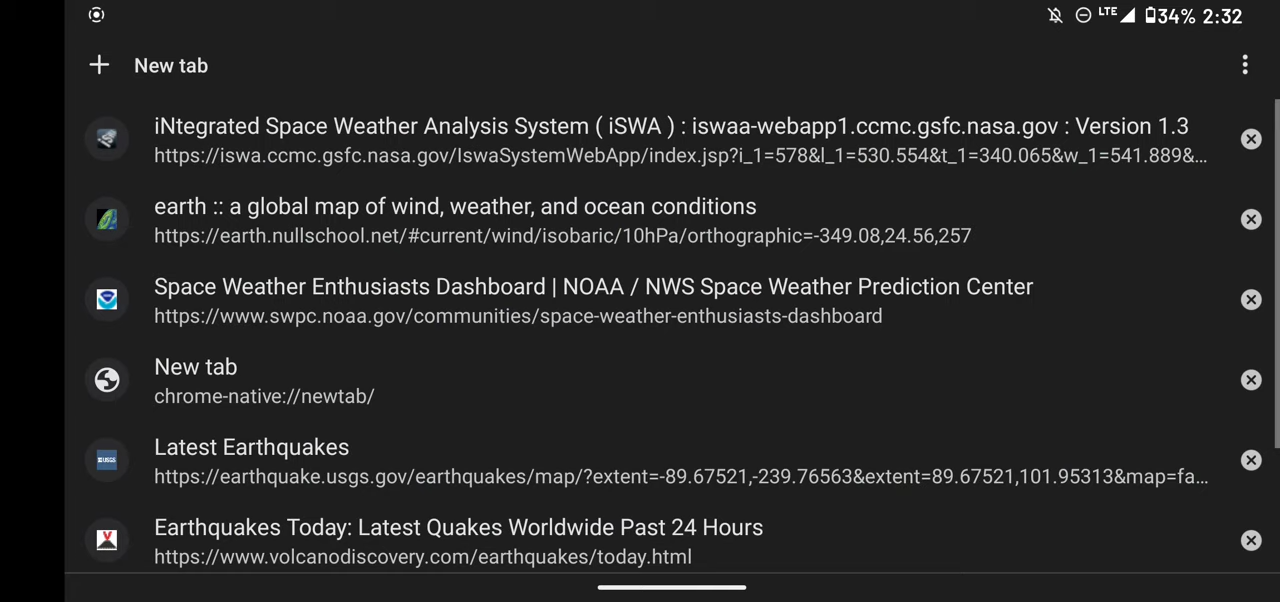 LTE 34% 2:32
New tab
iNtegrated Space Weather Analysis System ( iSWA ) : iswaa-webapp1.ccmc.gsfc.nasa.gov : Version 1.3
https://iswa.ccmc.gsfc.nasa.gov/IswaSystemWebApp/index.jsp?i_1=578&l_1=530.554&t_1=340.065&w_1=541.889&...
earth :: a global map of wind, weather, and ocean conditions
https://earth.nullschool.net/#current/wind/isobaric/10hPa/orthographic=-349.08,24.56,257
Space Weather Enthusiasts Dashboard | NOAA / NWS Space Weather Prediction Center
https://www.swpc.noaa.gov/communities/space-weather-enthusiasts-dashboard
New tab
chrome-native://newtab/
Latest Earthquakes
USGS
https://earthquake.usgs.gov/earthquakes/map/?extent=-89.67521,-239.76563&extent=89.67521,101.95313&map=fa...
Earthquakes Today: Latest Quakes Worldwide Past 24 Hours
https://www.volcanodiscovery.com/earthquakes/today.html